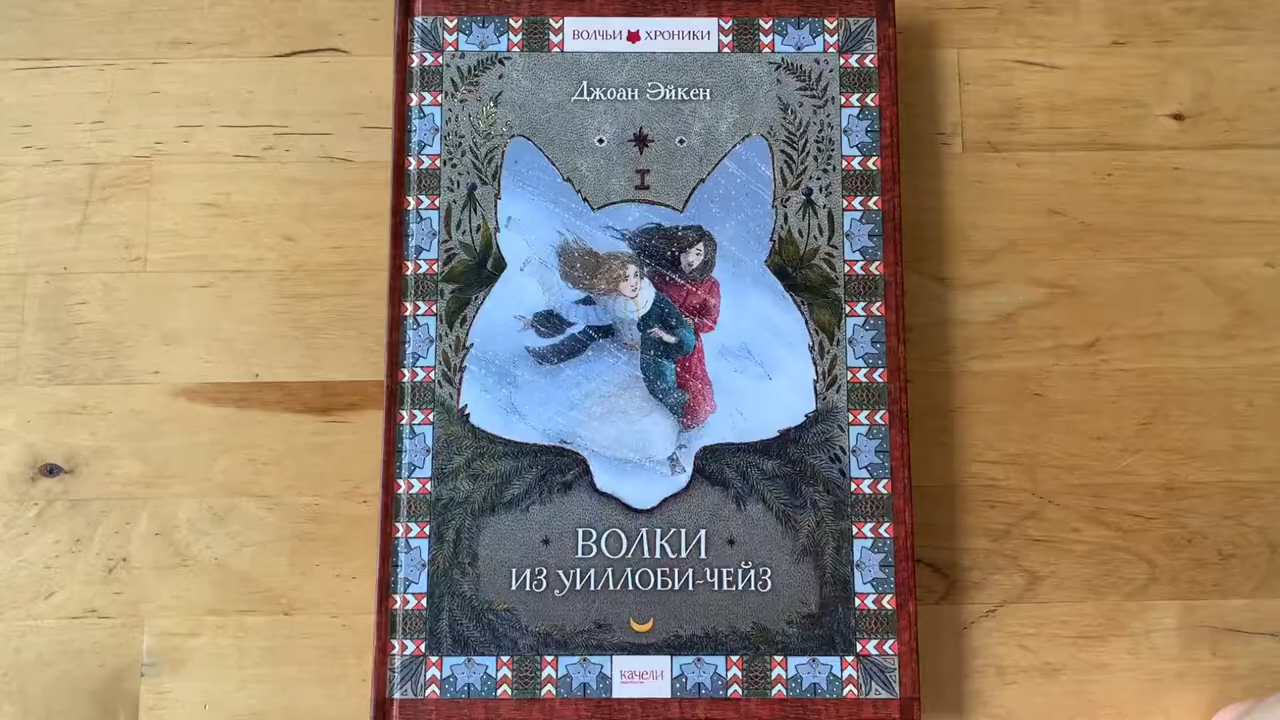 ВОЛЧЬИ ХРОНИКИ
Джоан Эйкен
I
ВОЛКИ
ИЗ УИЛЛОБИ-ЧЕЙЗ
качели